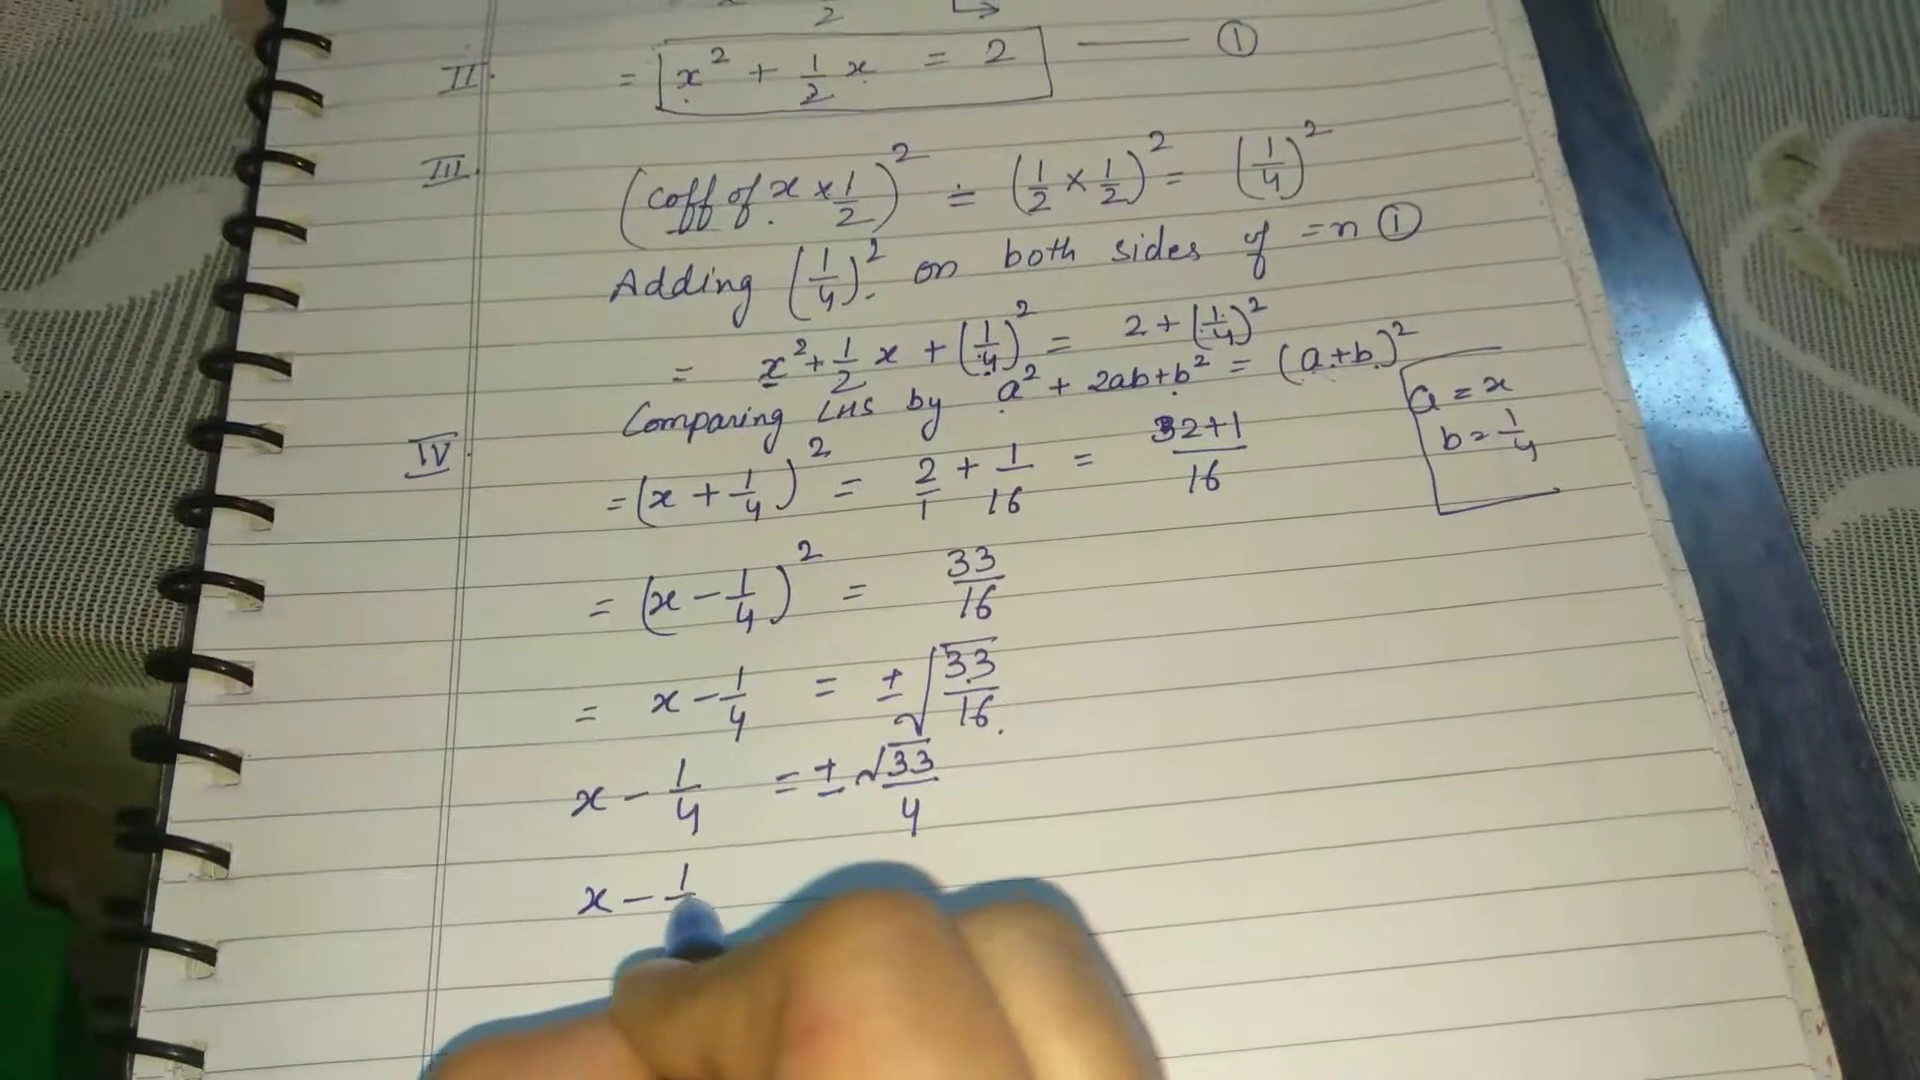 2
II. = x² + 1/2 x = 2 —— ①
III. (coff of x × 1/2)² = (1/2 × 1/2)² = (1/4)²
Adding (1/4)² on both sides of =n ①
= x² + 1/2 x + (1/4)² = 2 + (1/4)²
Comparing LHS by a² + 2ab + b² = (a+b)²
a = x
b = 1/4
IV. = (x + 1/4)² = 2/1 + 1/16 = 32+1/16
= (x - 1/4)² = 33/16
= x - 1/4 = ± √33/16.
x - 1/4 = ± √33/4
x - 1